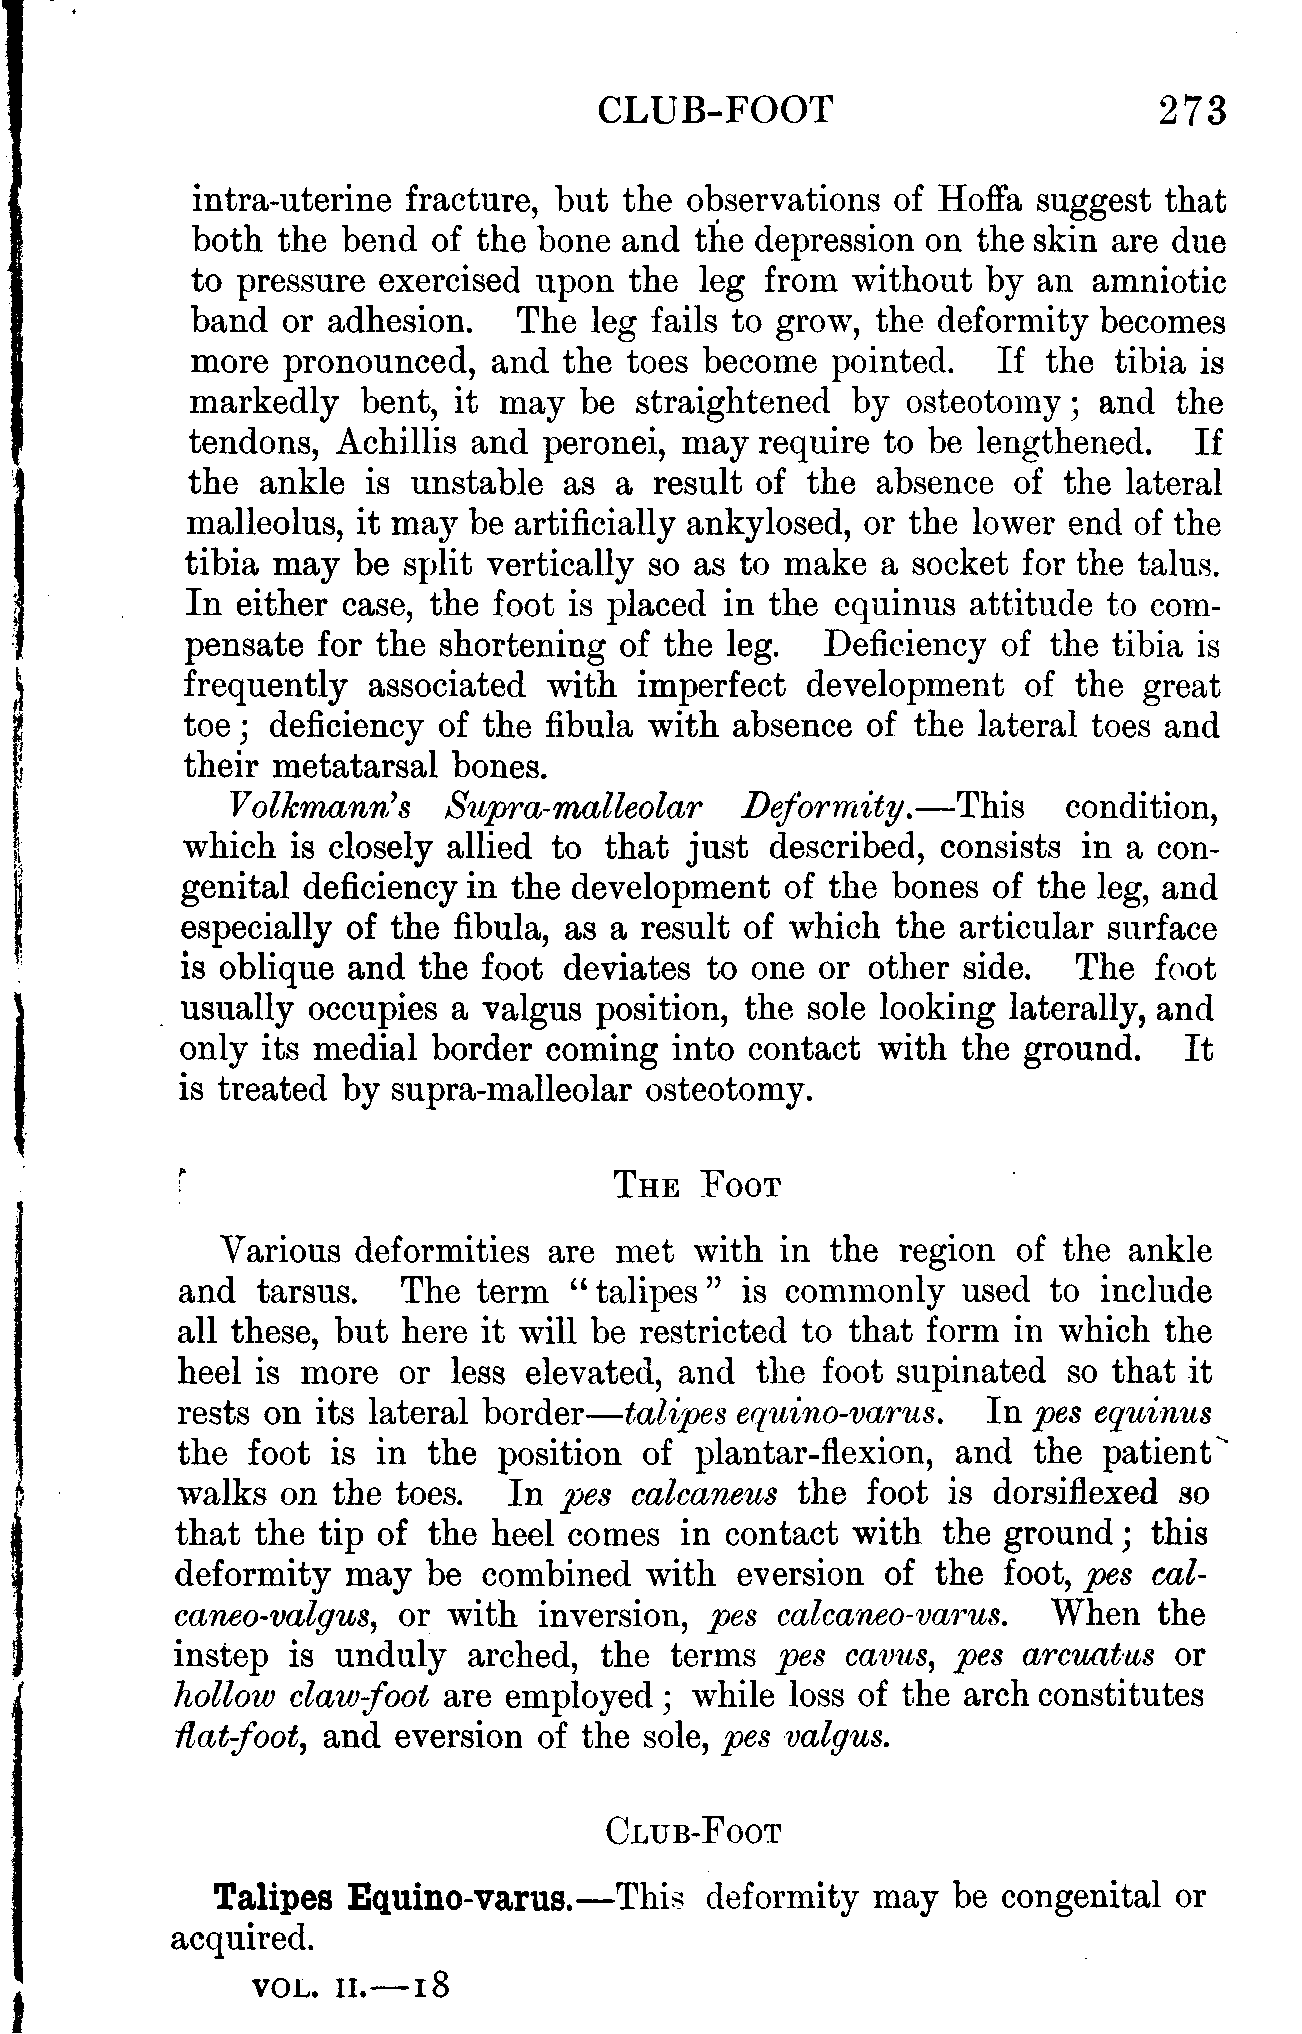 CLUB-FOOT 273
intra-uterine fracture, but the observations of Hoffa suggest that
both the bend of the bone and the depression on the skin are due
to pressure exercised upon the leg from without by an amniotic
band or adhesion. The leg fails to grow, the deformity becomes
more pronounced, and the toes become pointed. If the tibia is
markedly bent, it may be straightened by osteotomy; and the
tendons, Achillis and peronei, may require to be lengthened. If
the ankle is unstable as a result of the absence of the lateral
malleolus, it may be artificially ankylosed, or the lower end of the
tibia may be split vertically so as to make a socket for the talus.
In either case, the foot is placed in the equinus attitude to com-
pensate for the shortening of the leg. Deficiency of the tibia is
frequently associated with imperfect development of the great
toe; deficiency of the fibula with absence of the lateral toes and
their metatarsal bones.
Volkmann's Supra-malleolar Deformity.—This condition,
which is closely allied to that just described, consists in a con-
genital deficiency in the development of the bones of the leg, and
especially of the fibula, as a result of which the articular surface
is oblique and the foot deviates to one or other side. The foot
usually occupies a valgus position, the sole looking laterally, and
only its medial border coming into contact with the ground. It
is treated by supra-malleolar osteotomy.
THE FOOT
Various deformities are met with in the region of the ankle
and tarsus. The term "talipes" is commonly used to include
all these, but here it will be restricted to that form in which the
heel is more or less elevated, and the foot supinated so that it
rests on its lateral border—talipes equino-varus. In pes equinus
the foot is in the position of plantar-flexion, and the patient
walks on the toes. In pes calcaneus the foot is dorsiflexed so
that the tip of the heel comes in contact with the ground; this
deformity may be combined with eversion of the foot, pes cal-
caneo-valgus, or with inversion, pes calcaneo-varus. When the
instep is unduly arched, the terms pes cavus, pes arcuatus or
hollow claw-foot are employed; while loss of the arch constitutes
flat-foot, and eversion of the sole, pes valgus.
CLUB-FOOT
Talipes Equino-varus.—This deformity may be congenital or
acquired.
VOL. II.—18